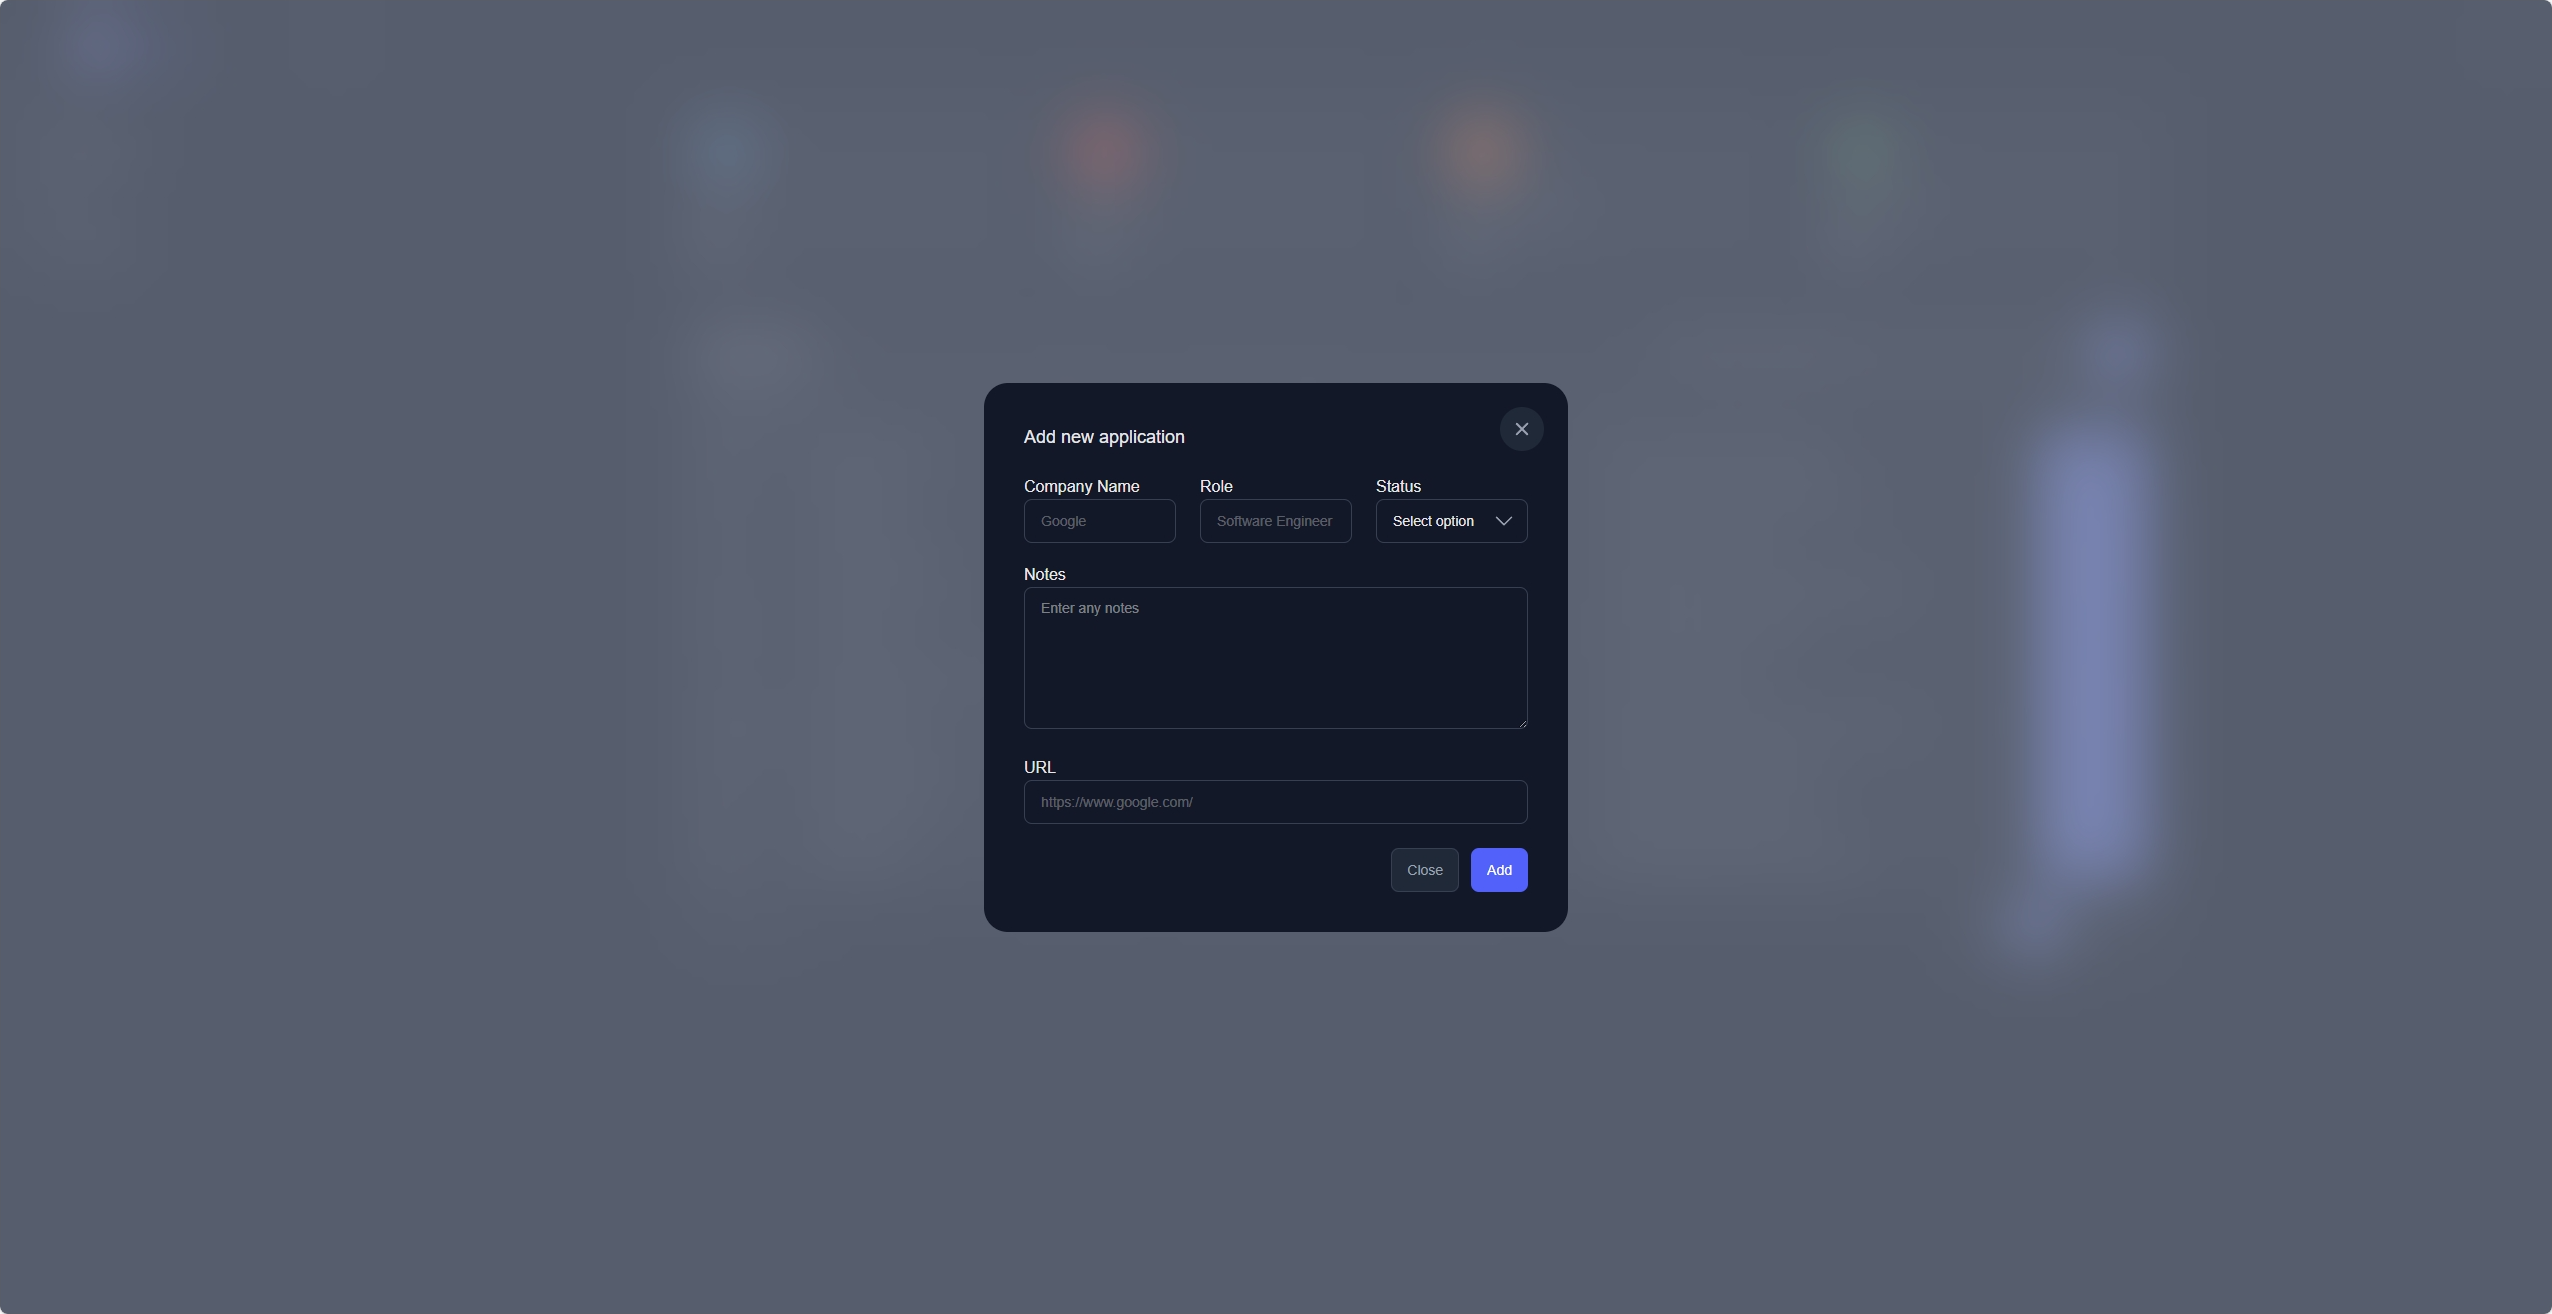 Add new application
Company Name
Role
Status
Google
Software Engineer
Select option
Notes
Enter any notes
URL
https://www.google.com/
Close
Add